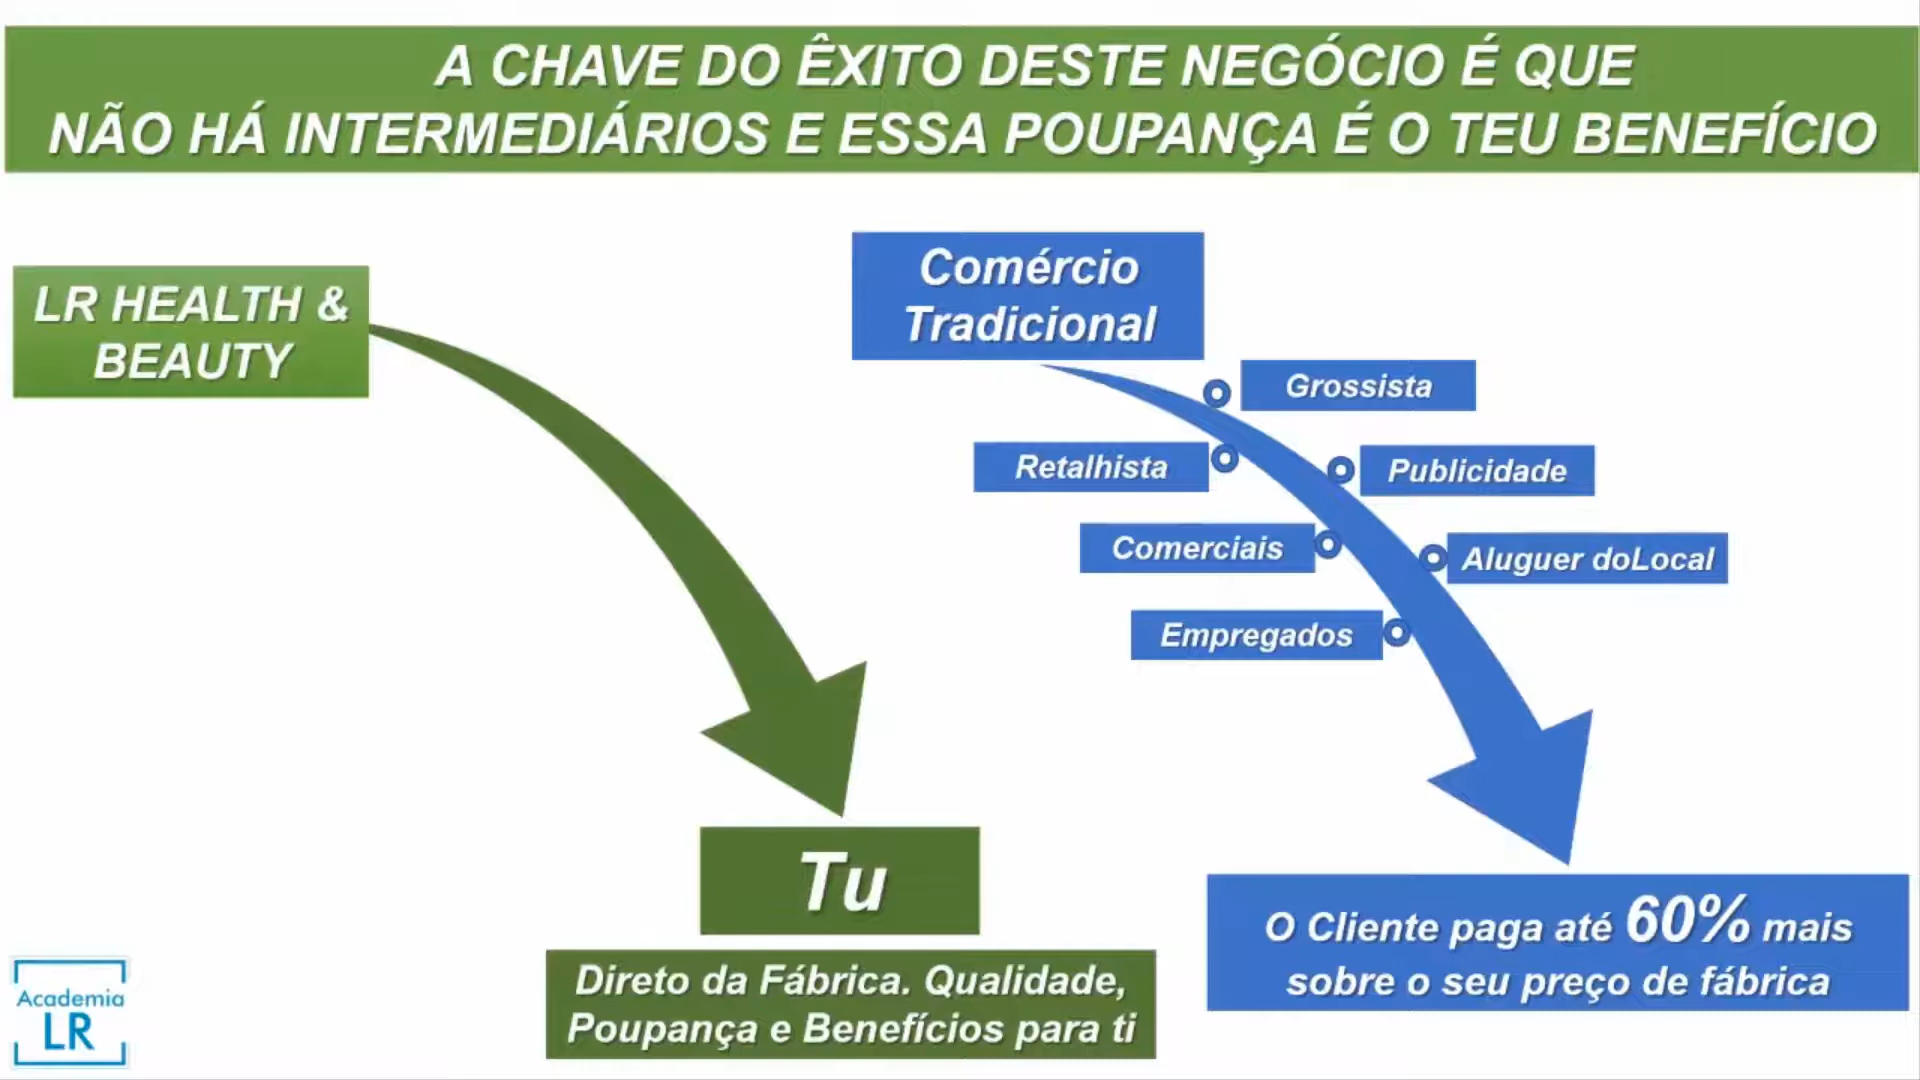 A CHAVE DO ÊXITO DESTE NEGÓCIO É QUE
NÃO HÁ INTERMEDIÁRIOS E ESSA POUPANÇA É O TEU BENEFÍCIO
LR HEALTH &
BEAUTY
Comércio
Tradicional
Grossista
Retalhista
Publicidade
Comerciais
Aluguer doLocal
Empregados
Tu
Direto da Fábrica. Qualidade,
Poupança e Benefícios para ti
O Cliente paga até 60% mais
sobre o seu preço de fábrica
Academia
LR